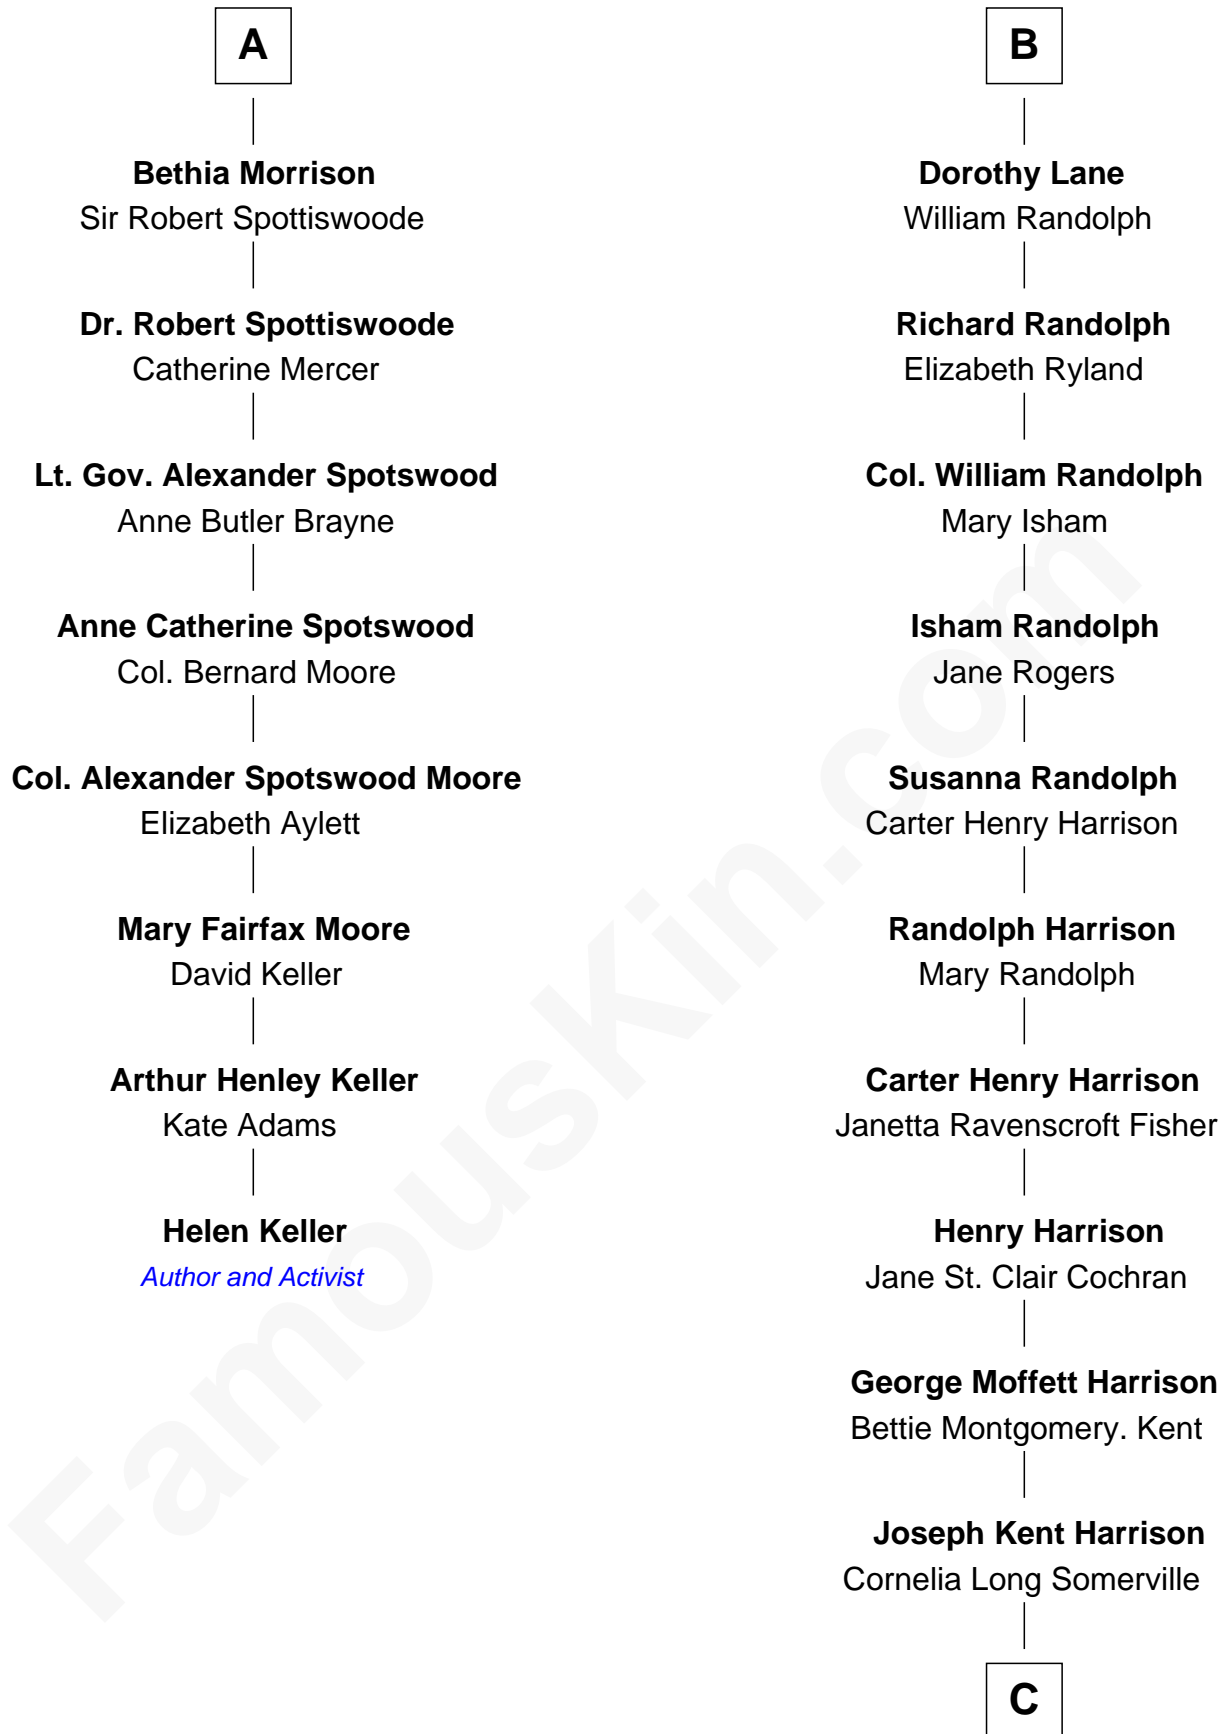 A
Bethia Morrison
Sir Robert Spottiswoode
Dr. Robert Spottiswoode
Catherine Mercer
Lt. Gov. Alexander Spotswood
Anne Butler Brayne
Anne Catherine Spotswood
Col. Bernard Moore
Col. Alexander Spotswood Moore
Elizabeth Aylett
Mary Fairfax Moore
David Keller
Arthur Henley Keller
Kate Adams
Helen Keller
Author and Activist
B
Dorothy Lane
William Randolph
Richard Randolph
Elizabeth Ryland
Col. William Randolph
Mary Isham
Isham Randolph
Jane Rogers
Susanna Randolph
Carter Henry Harrison
Randolph Harrison
Mary Randolph
Carter Henry Harrison
Janetta Ravenscroft Fisher
Henry Harrison
Jane St. Clair Cochran
George Moffett Harrison
Bettie Montgomery. Kent
Joseph Kent Harrison
Cornelia Long Somerville
C
FamousKin.com